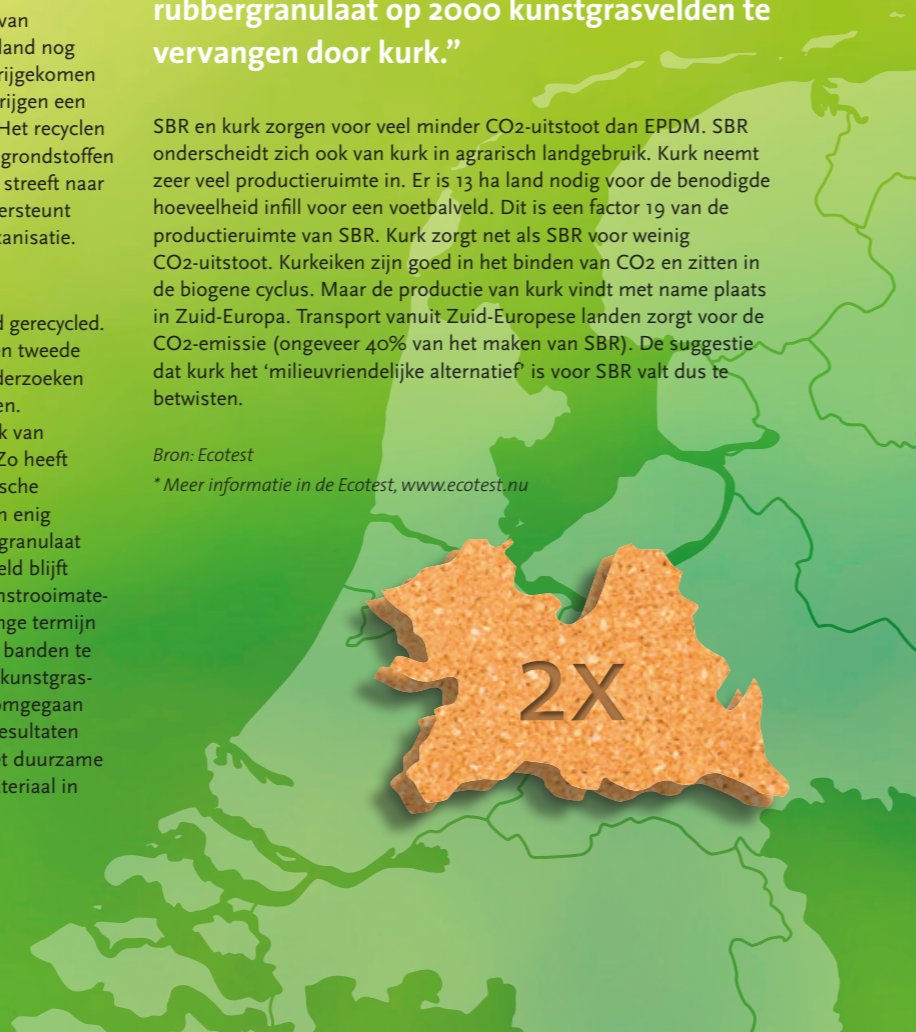 van
land nog
rijgekomen
rijgen een
Het recyclen
grondstoffen
streeft naar
ersteunt
anisatie.
d gerecycled.
n tweede
derzoeken
en.
k van
Zo heeft
sche
n enig
granulaat
eld blijft
nstrooimate-
nge termijn
banden te
kunstgras-
omgegaan
esultaten
et duurzame
ateriaal in
rubbergranulaat op 2000 kunstgrasvelden te
vervangen door kurk.”
SBR en kurk zorgen voor veel minder CO2-uitstoot dan EPDM. SBR
onderscheidt zich ook van kurk in agrarisch landgebruik. Kurk neemt
zeer veel productieruimte in. Er is 13 ha land nodig voor de benodigde
hoeveelheid infill voor een voetbalveld. Dit is een factor 19 van de
productieruimte van SBR. Kurk zorgt net als SBR voor weinig
CO2-uitstoot. Kurkeiken zijn goed in het binden van CO2 en zitten in
de biogene cyclus. Maar de productie van kurk vindt met name plaats
in Zuid-Europa. Transport vanuit Zuid-Europese landen zorgt voor de
CO2-emissie (ongeveer 40% van het maken van SBR). De suggestie
dat kurk het ‘milieuvriendelijke alternatief’ is voor SBR valt dus te
betwisten.
Bron: Ecotest
* Meer informatie in de Ecotest, www.ecotest.nu
2X